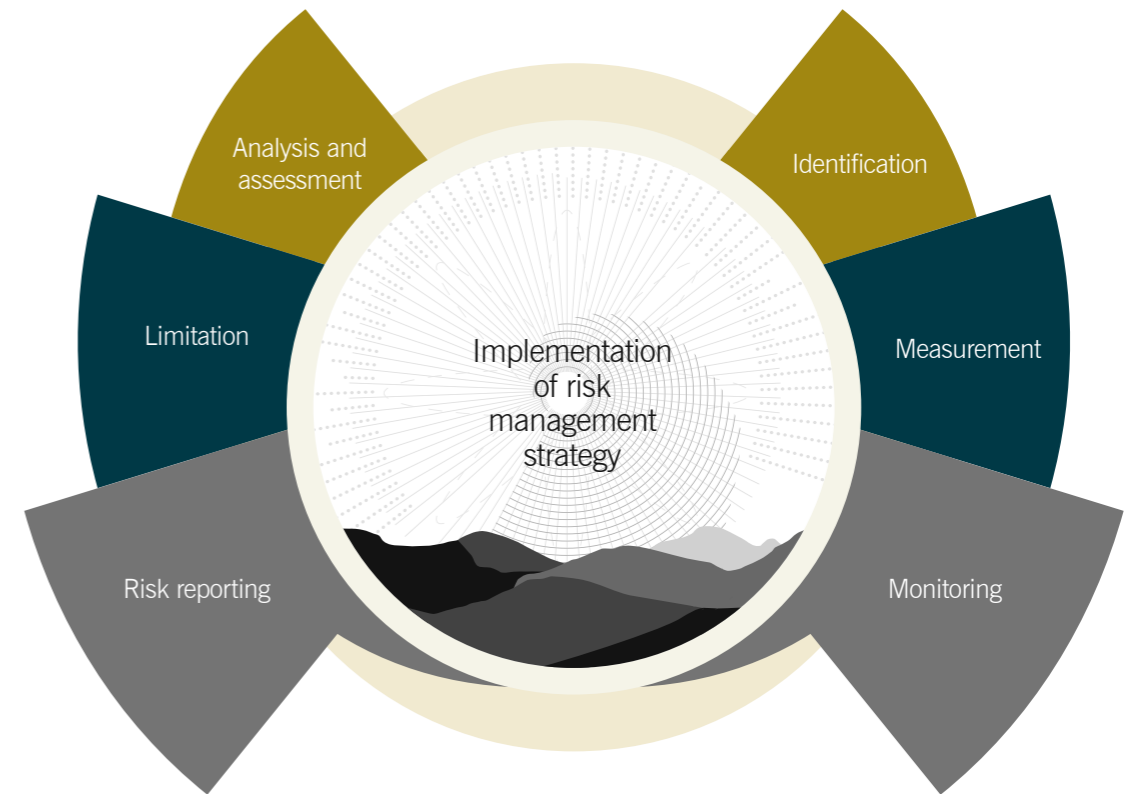 Analysis and
assessment
Identification
Limitation
Measurement
Implementation
of risk
management
strategy
Risk reporting
Monitoring